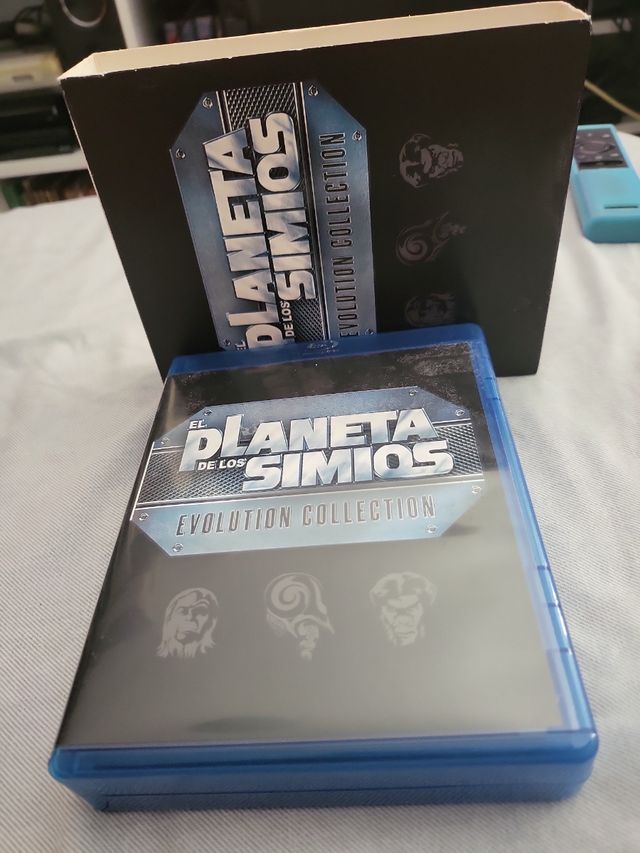 EL
PLANETA
DE LOS
SIMIOS
EVOLUTION COLLECTION
EL
PLANETA
DE LOS
SIMIOS
EVOLUTION COLLECTION